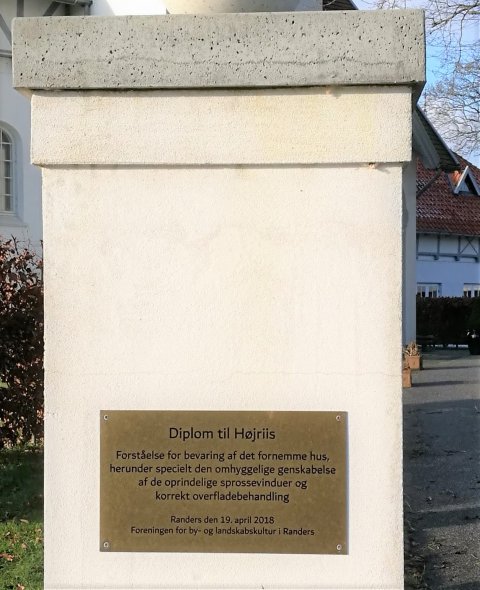 Diplom til Højriis
Forståelse for bevaring af det fornemme hus,
herunder specielt den omhyggelige genskabelse
af de oprindelige sprossevinduer og
korrekt overfladebehandling
Randers den 19. april 2018
Foreningen for by- og landskabskultur i Randers